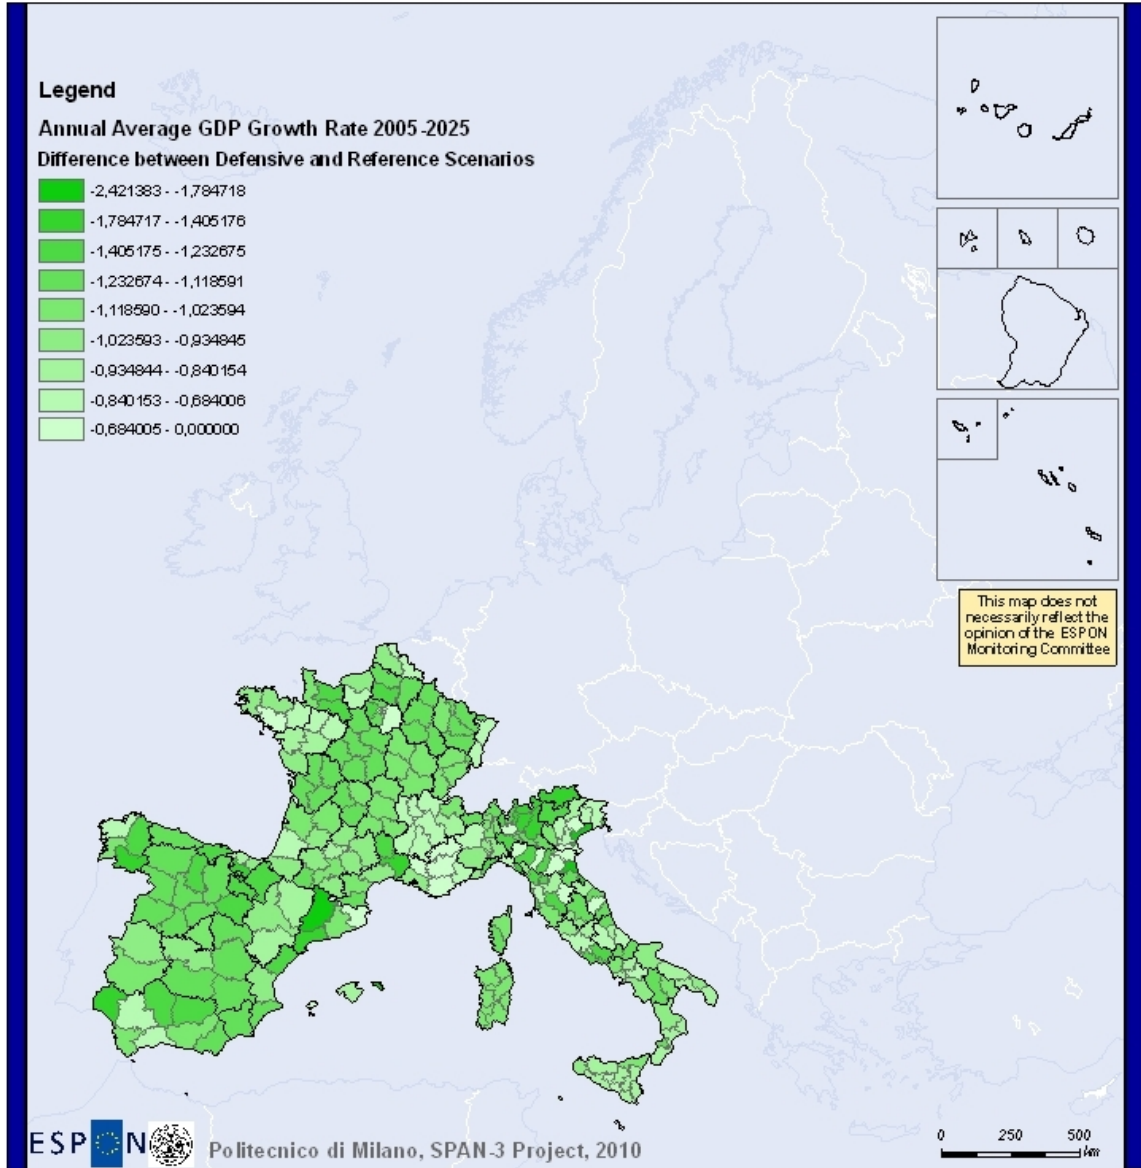 Legend
Annual Average GDP Growth Rate 2005-2025
Difference between Defensive and Reference Scenarios
-2,421383 - -1,784718
-1,784717 - -1,405176
-1,405175 - -1,232675
-1,232674 - -1,118591
-1,118590 - -1,023594
-1,023593 - -0,934845
-0,934844 - -0,840154
-0,840153 - -0,684006
-0,684005 - 0,000000
This map does not
necessarily reflect the
opinion of the ESPON
Monitoring Committee
ESPON
Politecnico di Milano, SPAN-3 Project, 2010
0 250 500
km